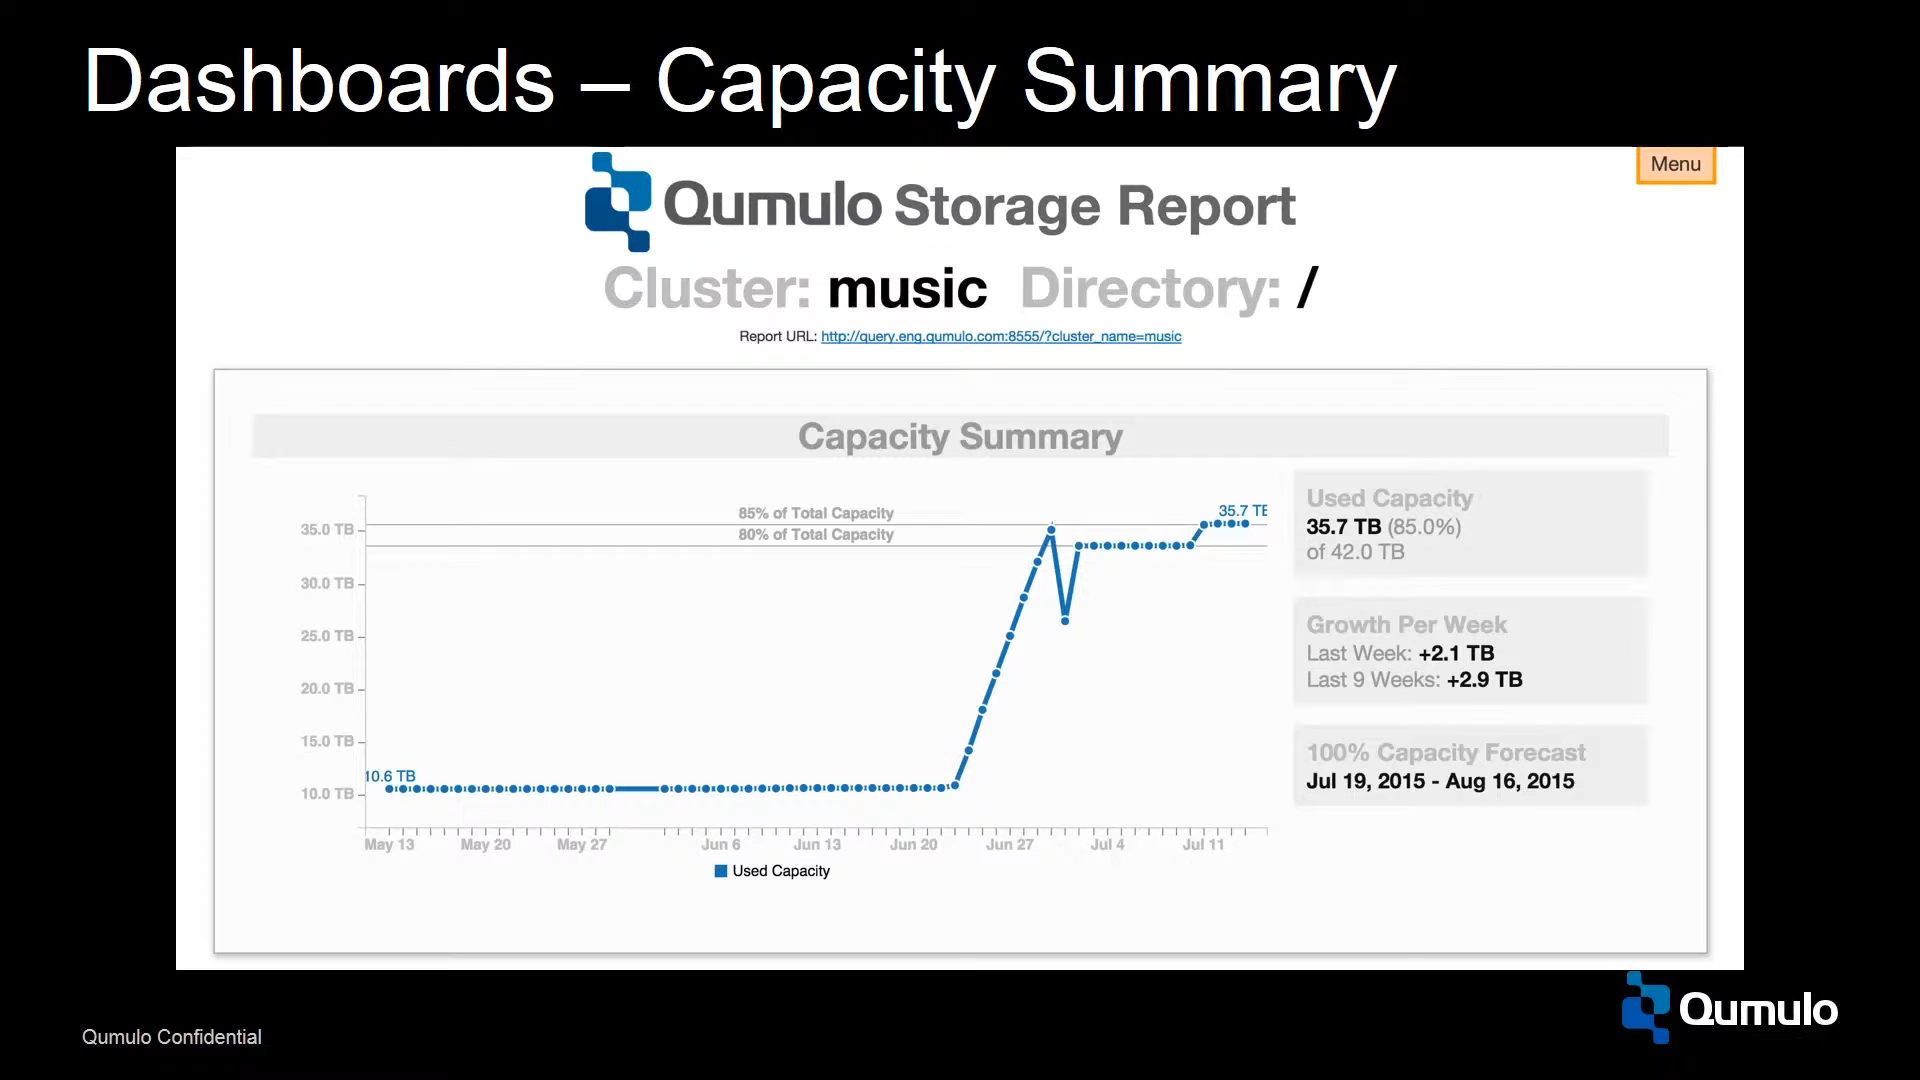 Dashboards – Capacity Summary
Menu
Qumulo Storage Report
Cluster: music Directory: /
Report URL: http://query.eng.qumulo.com:8555/?cluster_name=music
Capacity Summary
85% of Total Capacity
80% of Total Capacity
35.7 TB
10.6 TB
35.0 TB
30.0 TB
25.0 TB
20.0 TB
15.0 TB
10.0 TB
May 13 May 20 May 27 Jun 6 Jun 13 Jun 20 Jun 27 Jul 4 Jul 11
Used Capacity
Used Capacity
35.7 TB (85.0%)
of 42.0 TB
Growth Per Week
Last Week: +2.1 TB
Last 9 Weeks: +2.9 TB
100% Capacity Forecast
Jul 19, 2015 - Aug 16, 2015
Qumulo Confidential
Qumulo